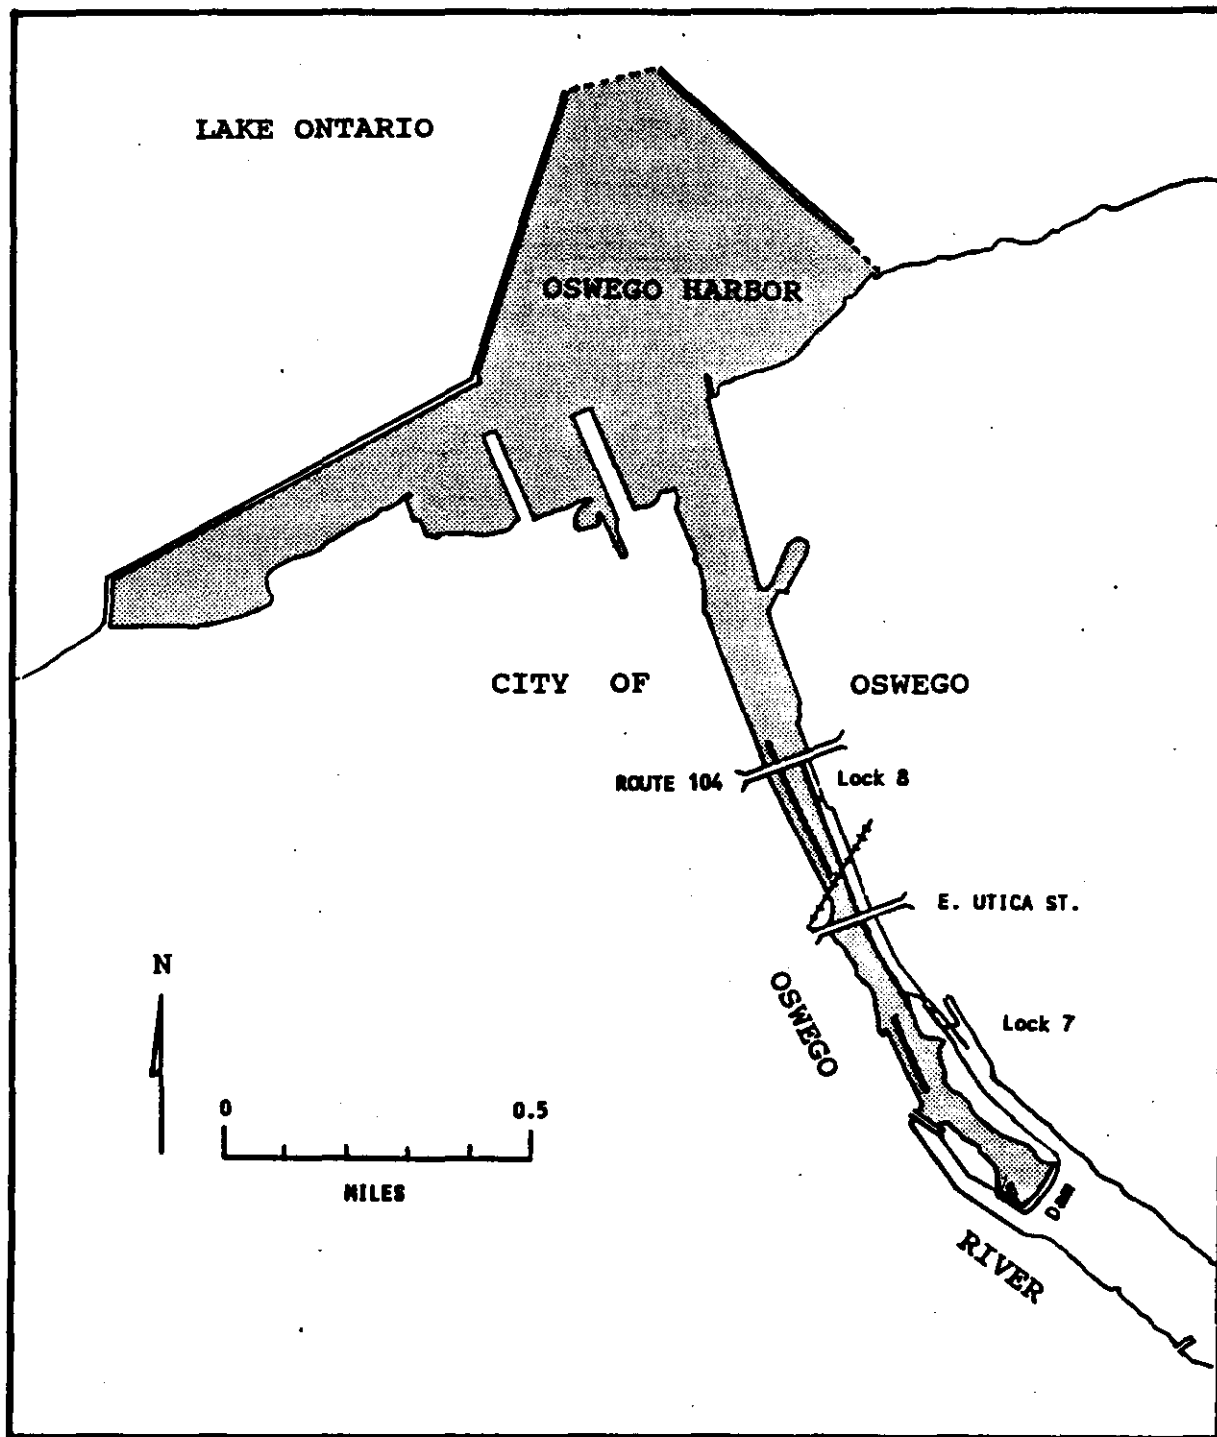 LAKE ONTARIO
OSWEGO HARBOR
CITY OF OSWEGO
ROUTE 104
Lock 8
E. UTICA ST.
N
OSWEGO
Lock 7
0 0.5
MILES
DAM
RIVER